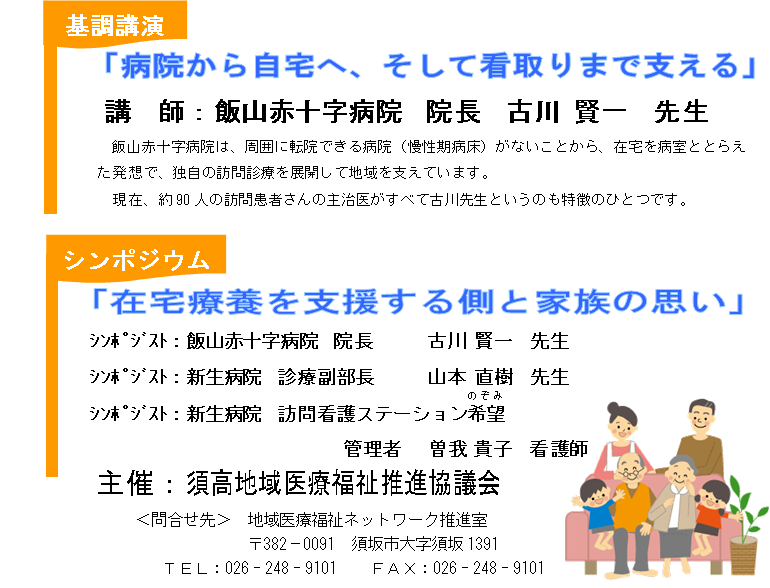 基調講演
「病院から自宅へ、そして看取りまで支える」
講　師：飯山赤十字病院　院長　古川 賢一　先生
飯山赤十字病院は、周囲に転院できる病院（慢性期病床）がないことから、在宅を病室ととらえ
た発想で、独自の訪問診療を展開して地域を支えています。
現在、約90人の訪問患者さんの主治医がすべて古川先生というのも特徴のひとつです。
シンポジウム
「在宅療養を支援する側と家族の思い」
ｼﾝﾎﾟｼﾞｽﾄ：飯山赤十字病院　院長　古川 賢一　先生
ｼﾝﾎﾟｼﾞｽﾄ：新生病院　診療副部長　山本 直樹　先生
のぞみ
ｼﾝﾎﾟｼﾞｽﾄ：新生病院　訪問看護ステーション希望
管理者　曽我 貴子　看護師
主催：須高地域医療福祉推進協議会
＜問合せ先＞　地域医療福祉ネットワーク推進室
〒382－0091　須坂市大字須坂1391
ＴＥＬ：026‐248‐9101　ＦＡＸ：026‐248‐9101